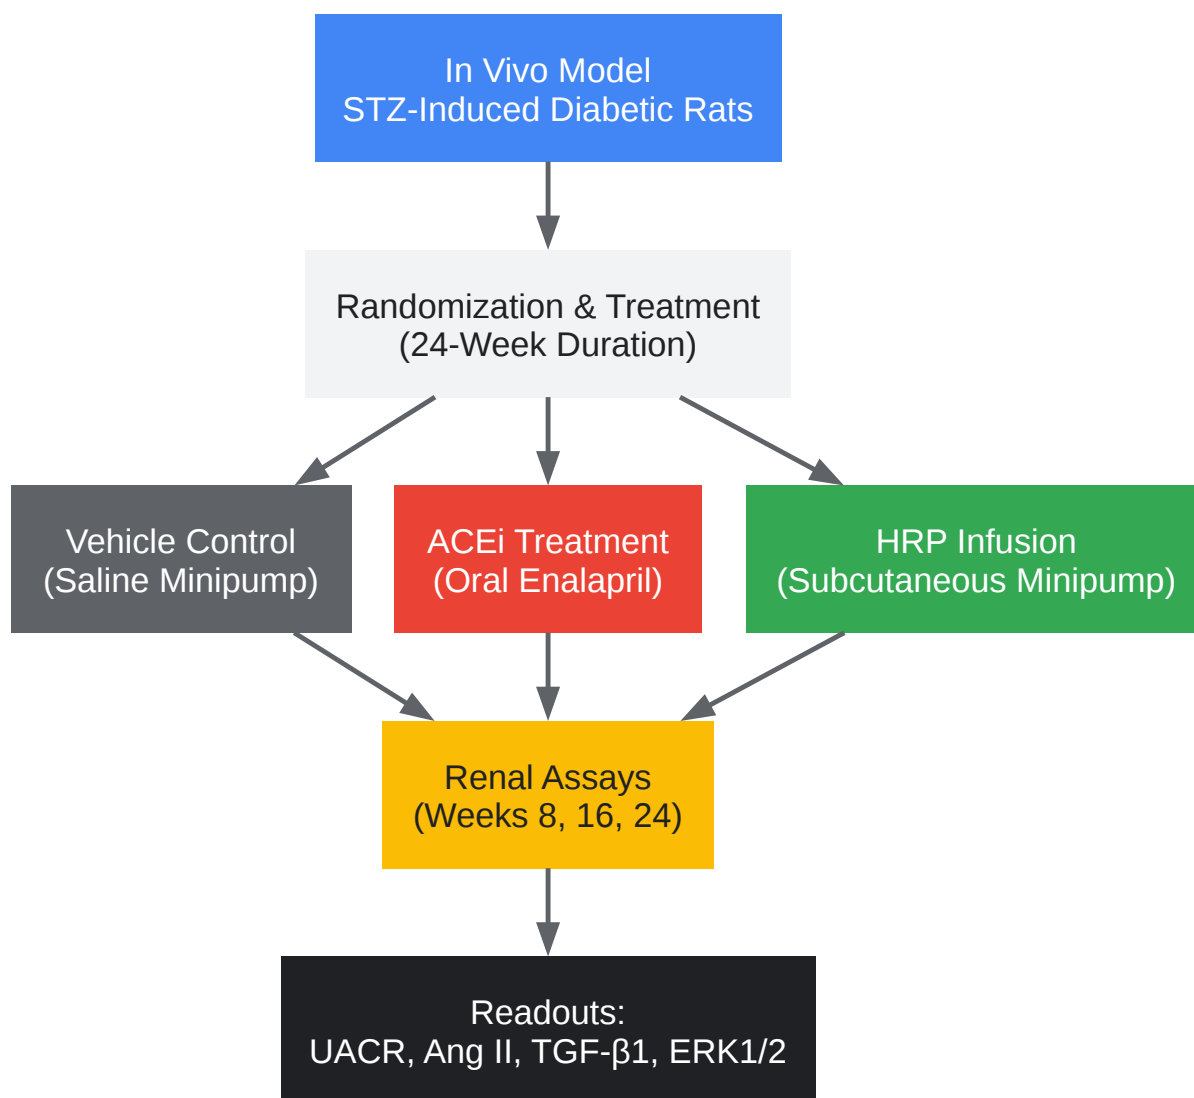 In Vivo Model
STZ-Induced Diabetic Rats
Randomization & Treatment
(24-Week Duration)
Vehicle Control
(Saline Minipump)
ACEi Treatment
(Oral Enalapril)
HRP Infusion
(Subcutaneous Minipump)
Renal Assays
(Weeks 8, 16, 24)
Readouts:
UACR, Ang II, TGF-β1, ERK1/2